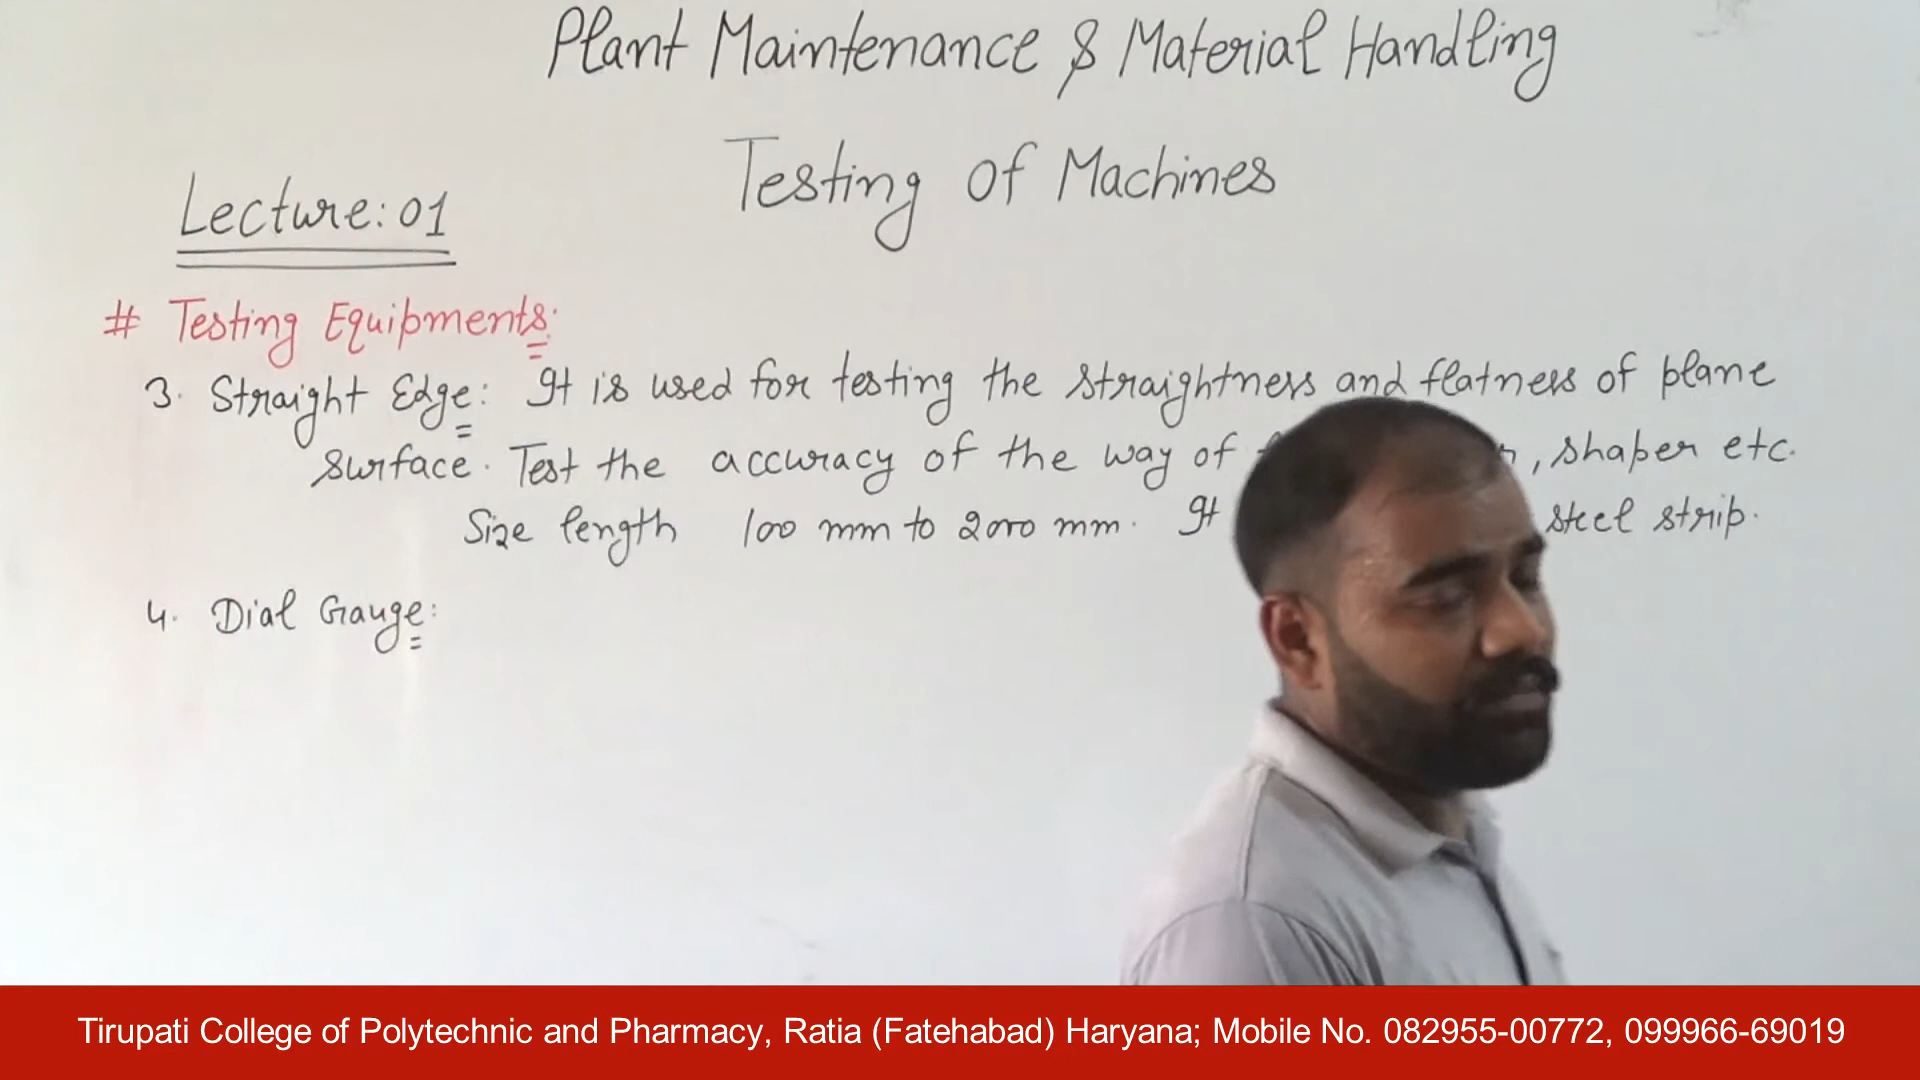 Plant Maintenance & Material Handling
Testing of Machines
Lecture: 01
# Testing Equipments:
3. Straight Edge: It is used for testing the straightness and flatness of plane
surface. Test the accuracy of the way of , shaper etc.
Size length 100 mm to 2000 mm. It steel strip.
4. Dial Gauge:
Tirupati College of Polytechnic and Pharmacy, Ratia (Fatehabad) Haryana; Mobile No. 082955-00772, 099966-69019